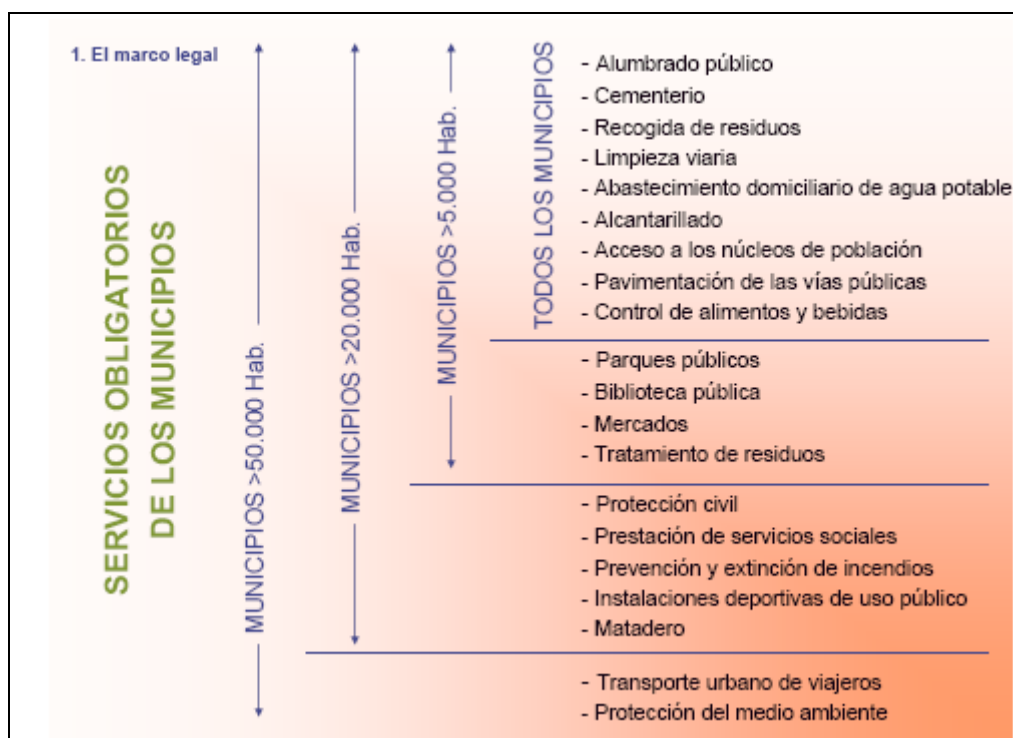 1. El marco legal
SERVICIOS OBLIGATORIOS
DE LOS MUNICIPIOS
MUNICIPIOS >50.000 Hab.
MUNICIPIOS >20.000 Hab.
MUNICIPIOS >5.000 Hab.
TODOS LOS MUNICIPIOS
- Alumbrado público
- Cementerio
- Recogida de residuos
- Limpieza viaria
- Abastecimiento domiciliario de agua potable
- Alcantarillado
- Acceso a los núcleos de población
- Pavimentación de las vías públicas
- Control de alimentos y bebidas
- Parques públicos
- Biblioteca pública
- Mercados
- Tratamiento de residuos
- Protección civil
- Prestación de servicios sociales
- Prevención y extinción de incendios
- Instalaciones deportivas de uso público
- Matadero
- Transporte urbano de viajeros
- Protección del medio ambiente